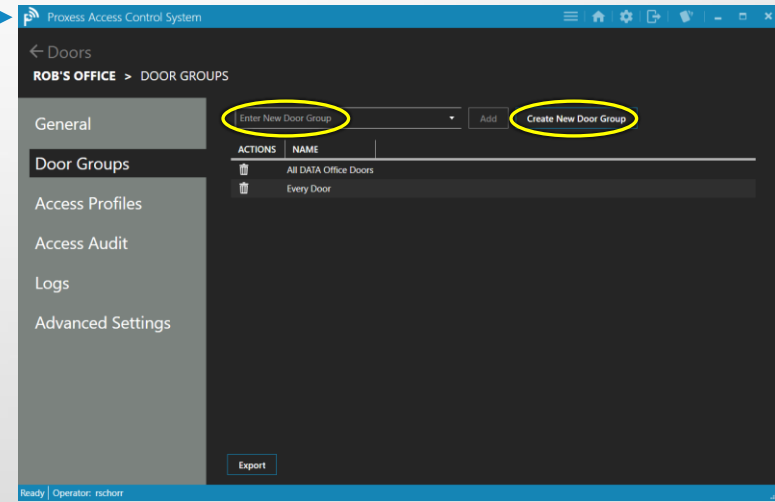 Proxess Access Control System
Doors
ROB'S OFFICE > DOOR GROUPS
General
Door Groups
Access Profiles
Access Audit
Logs
Advanced Settings
Enter New Door Group
Add
Create New Door Group
ACTIONS NAME
All DATA Office Doors
Every Door
Export
Ready Operator: rschorr